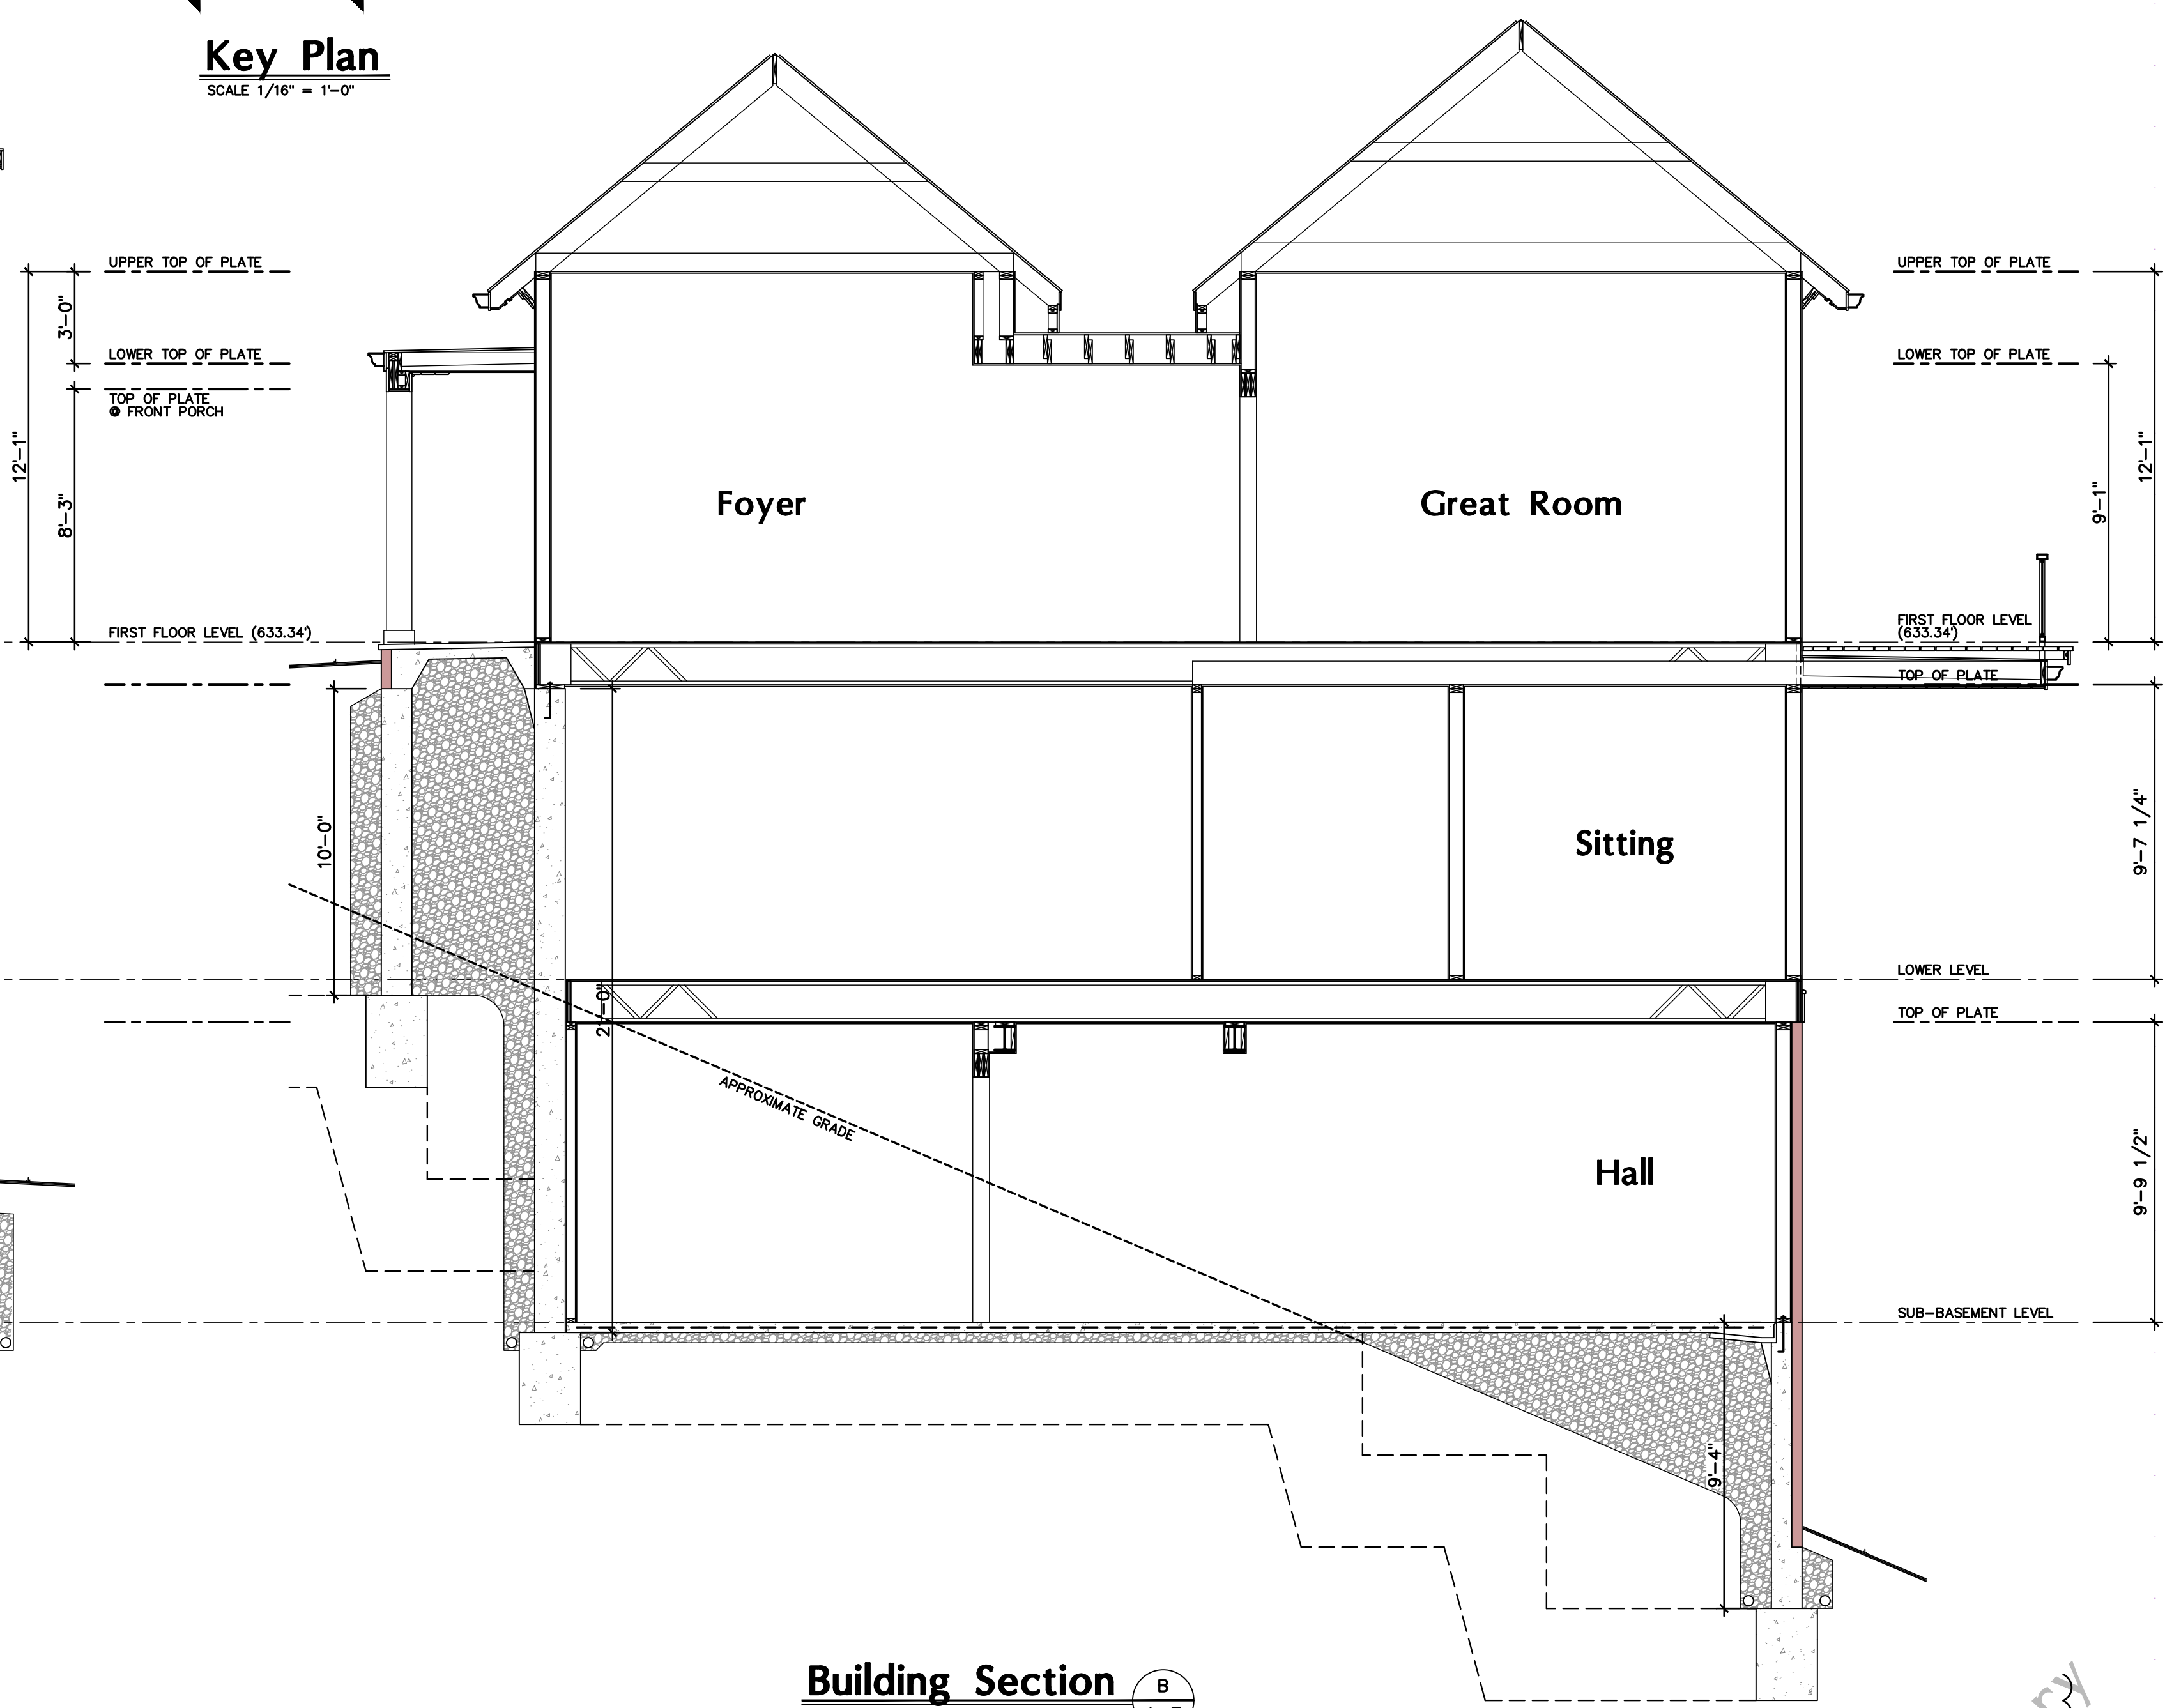 Key Plan
SCALE 1/16" = 1'-0"
UPPER TOP OF PLATE
UPPER TOP OF PLATE
3'-0"
LOWER TOP OF PLATE
LOWER TOP OF PLATE
TOP OF PLATE
@ FRONT PORCH
12'-1"
8'-3"
Foyer
Great Room
9'-1"
12'-1"
FIRST FLOOR LEVEL (633.34')
FIRST FLOOR LEVEL
(633.34')
TOP OF PLATE
10'-0"
Sitting
9'-7 1/4"
LOWER LEVEL
21'-0"
TOP OF PLATE
APPROXIMATE GRADE
Hall
9'-9 1/2"
SUB-BASEMENT LEVEL
9'-4"
Building Section
B